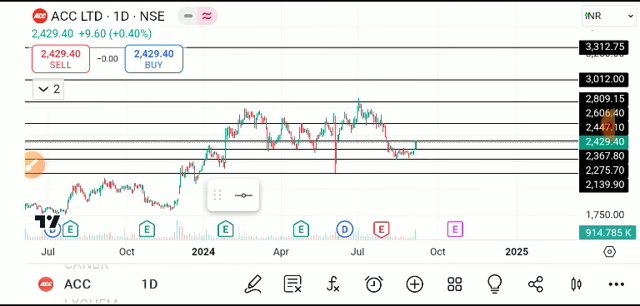 ACC LTD · 1D · NSE
INR
2,429.40 +9.60 (+0.40%)
2,429.40 SELL
−0.00
2,429.40 BUY
2
3,312.75
3,012.00
2,809.15
2,606.40
2,447.10
2,429.40
2,367.80
2,275.70
2,139.90
1,750.00
914.785 K
D E E E E D E E
Jul Oct 2024 Apr Jul Oct 2025
CANBK
ACC 1D